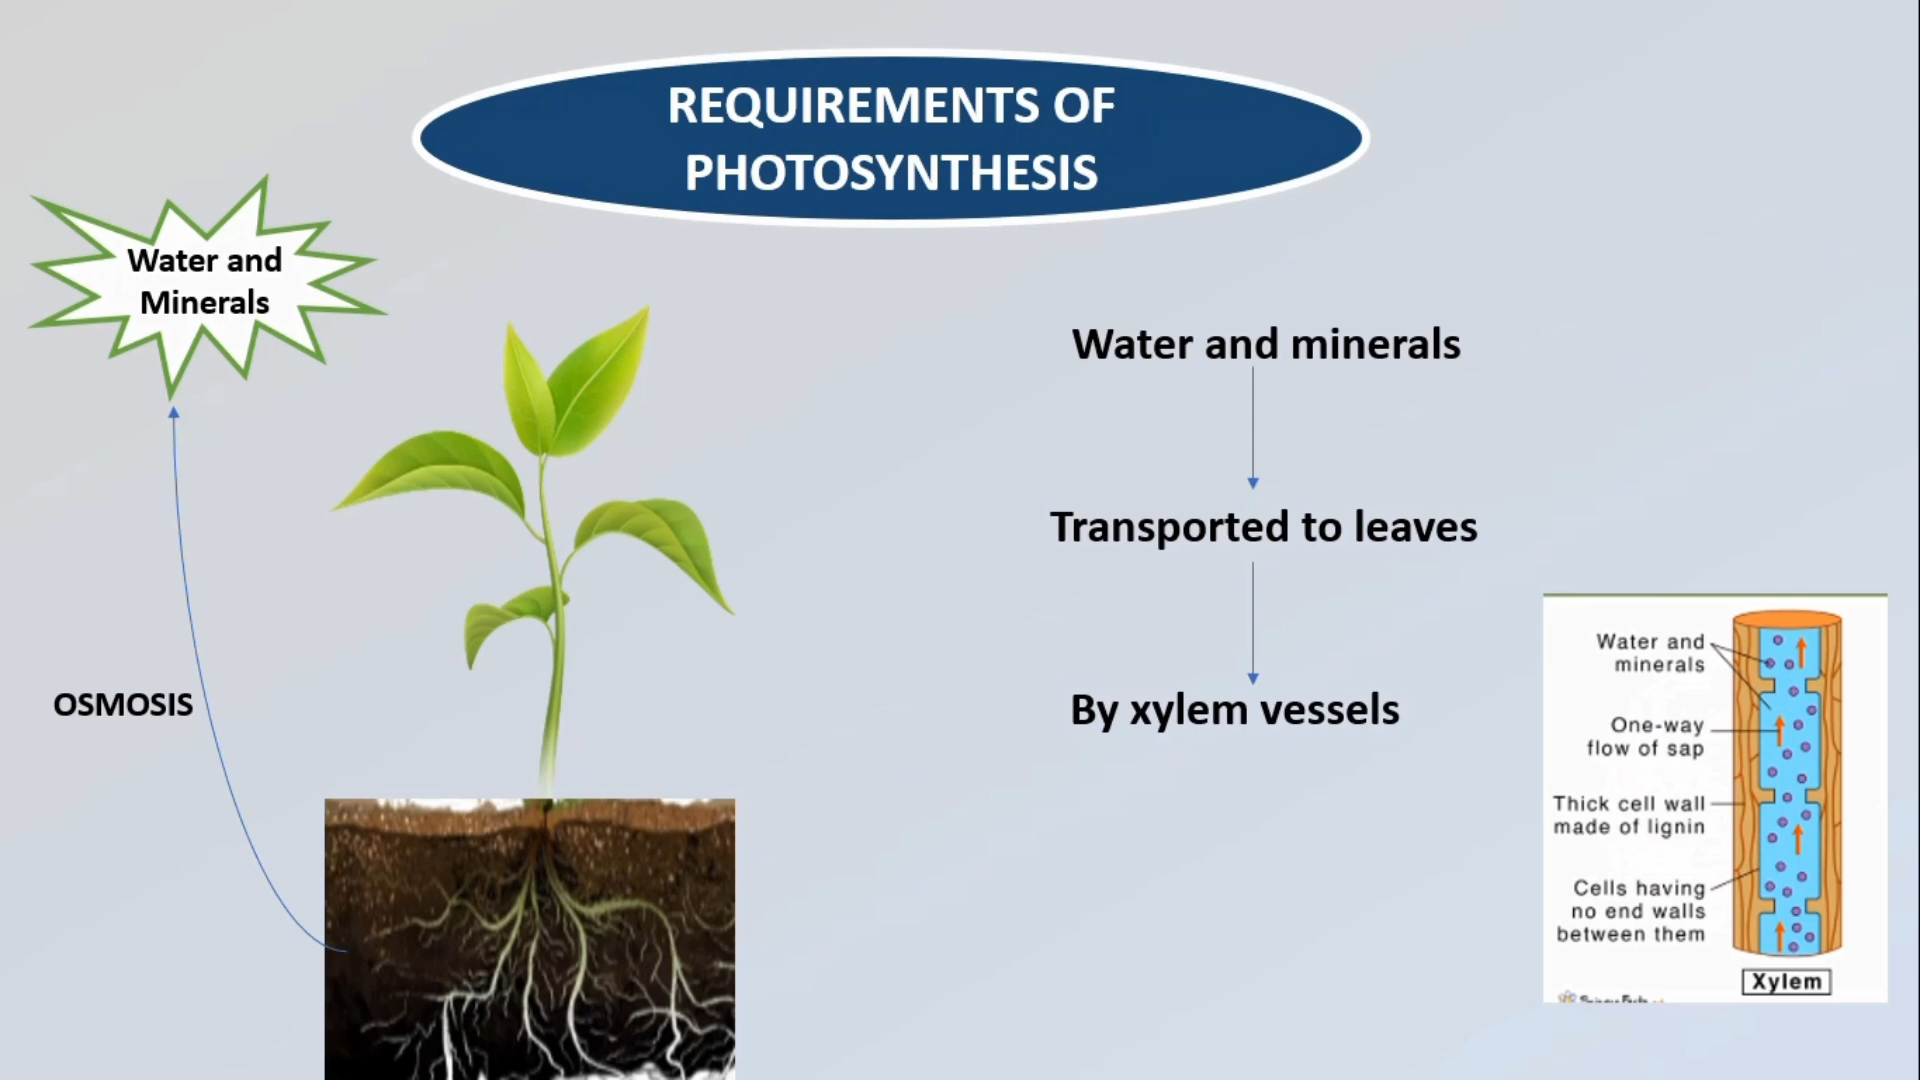 REQUIREMENTS OF
PHOTOSYNTHESIS
Water and
Minerals
OSMOSIS
Water and minerals
Transported to leaves
By xylem vessels
Water and
minerals
One-way
flow of sap
Thick cell wall
made of lignin
Cells having
no end walls
between them
Xylem